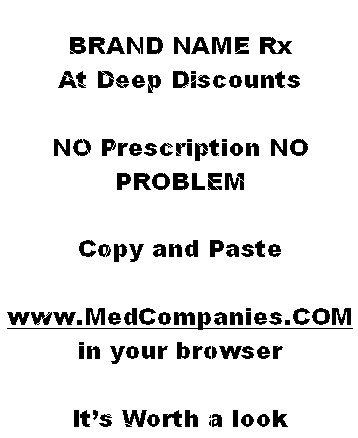 BRAND NAME Rx
At Deep Discounts
NO Prescription NO
PROBLEM
Copy and Paste
www.MedCompanies.COM
in your browser
It’s Worth a look